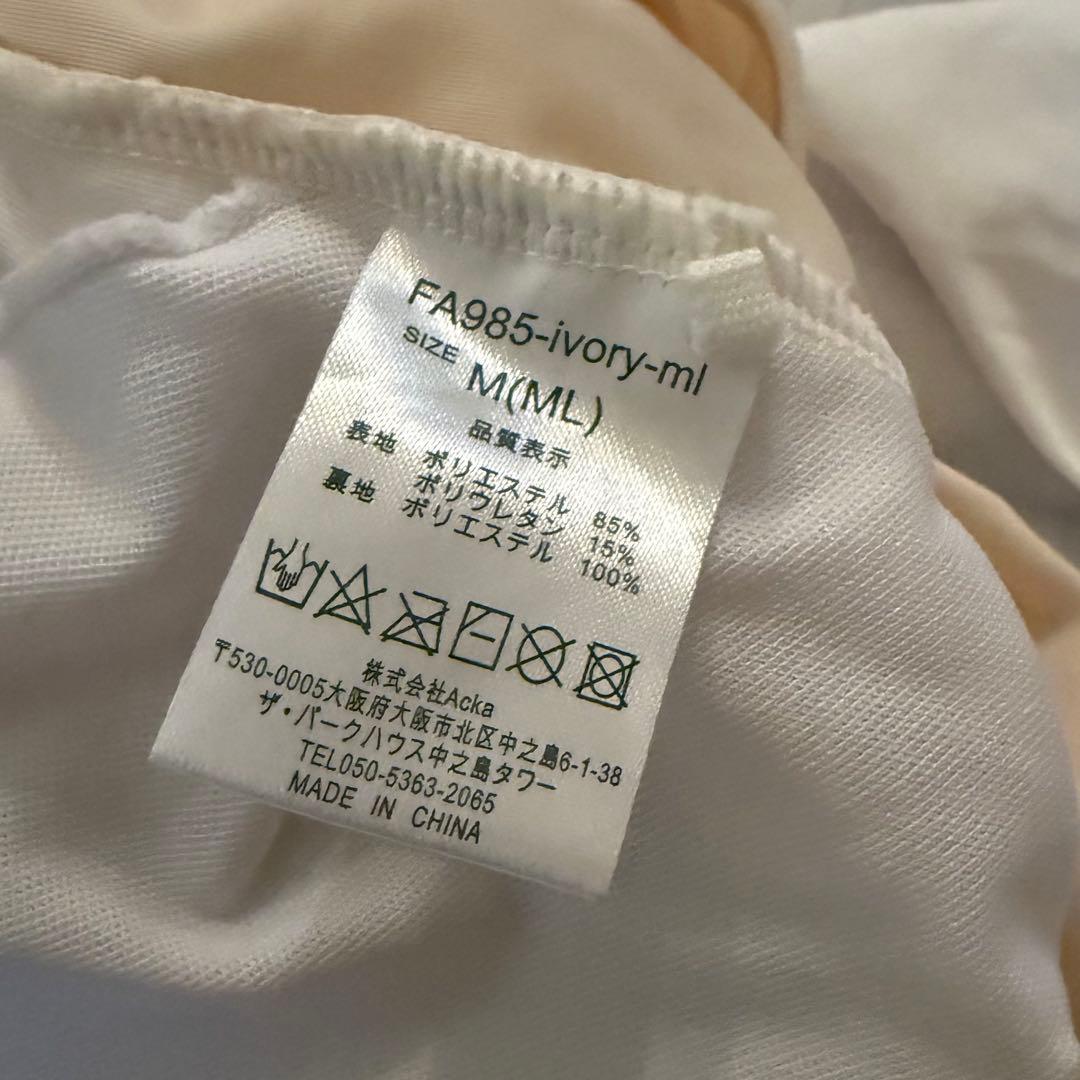 FA985-ivory-ml
SIZE M(ML)
品質表示
表地 ポリエステル 85%
ポリウレタン 15%
裏地 ポリエステル 100%
株式会社Acka
〒530-0005大阪府大阪市北区中之島6-1-38
ザ・パークハウス中之島タワー
TEL050-5363-2065
MADE IN CHINA